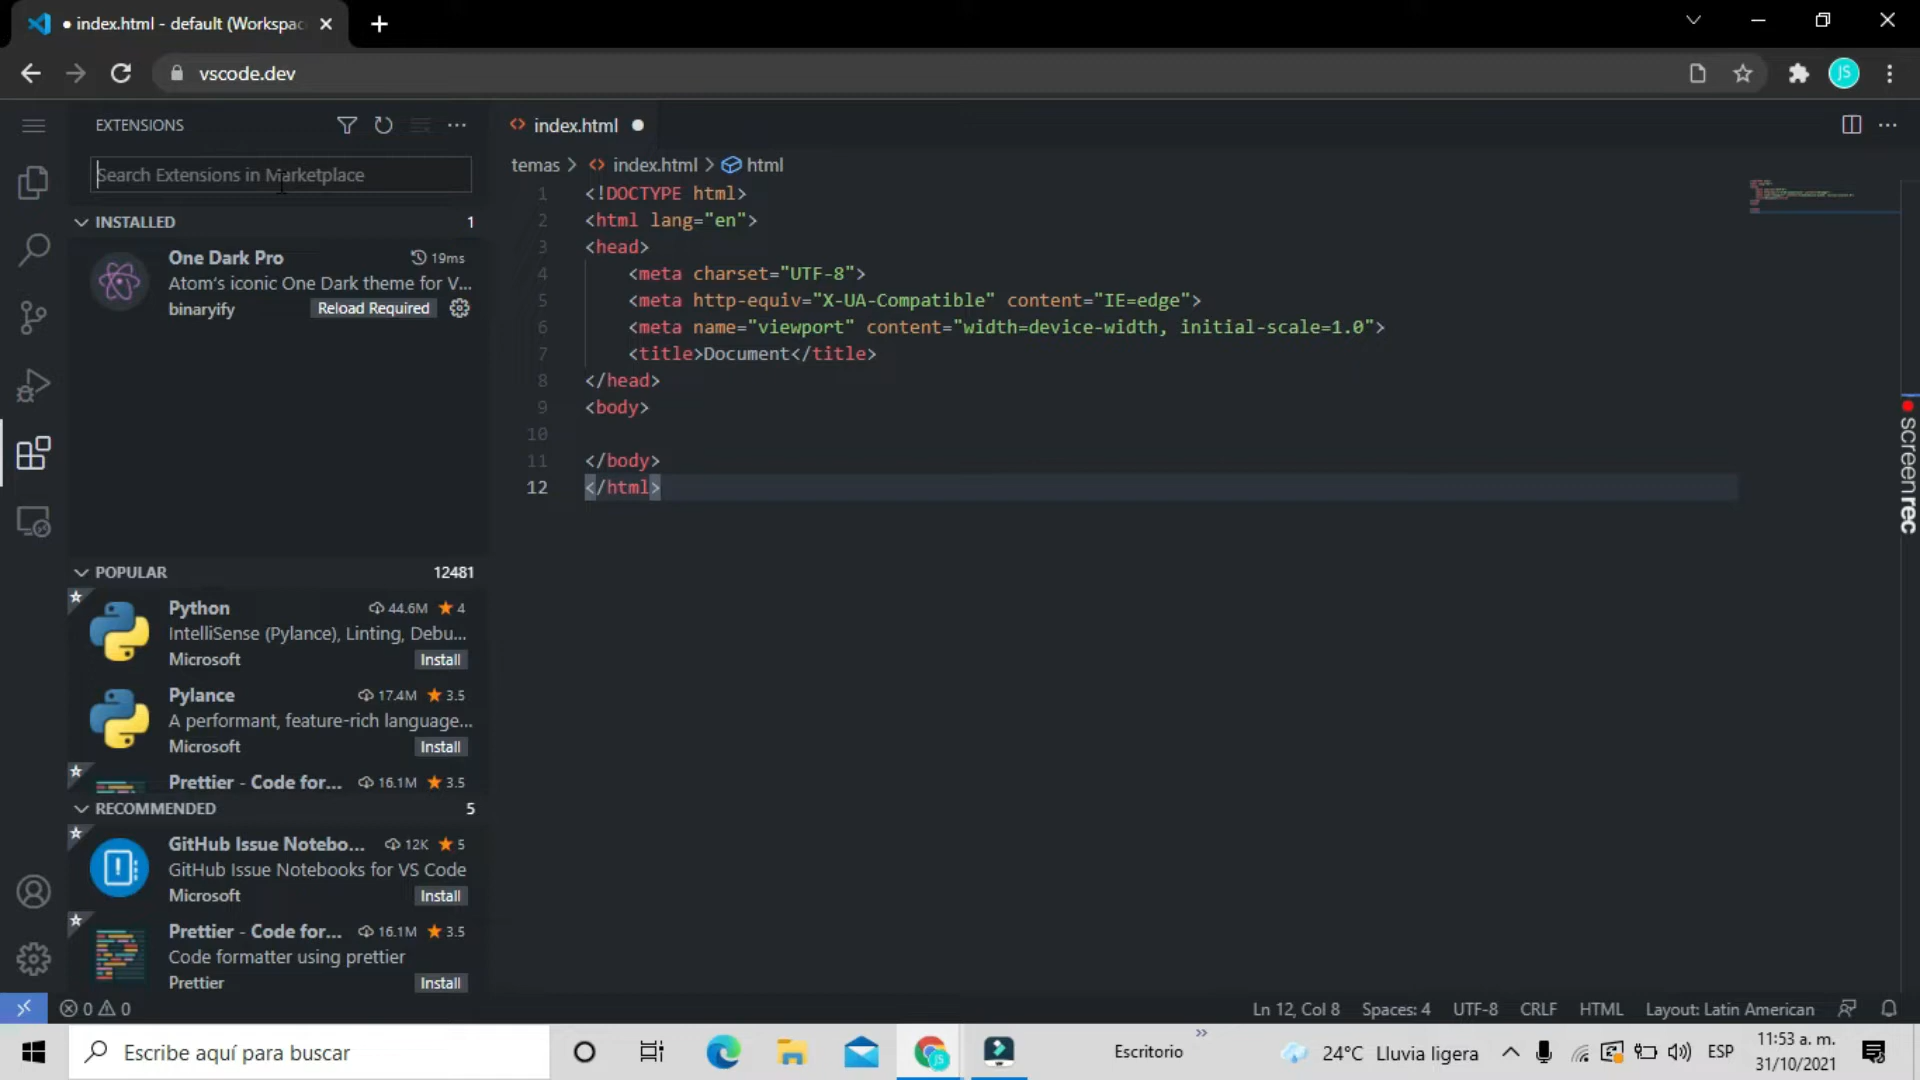 index.html - default (Workspac
vscode.dev
JS
EXTENSIONS
Search Extensions in Marketplace
INSTALLED 1
One Dark Pro 19ms
Atom's iconic One Dark theme for V...
binaryify Reload Required
POPULAR 12481
Python 44.6M 4
IntelliSense (Pylance), Linting, Debu...
Microsoft Install
Pylance 17.4M 3.5
A performant, feature-rich language...
Microsoft Install
Prettier - Code for... 16.1M 3.5
RECOMMENDED 5
GitHub Issue Notebo... 12K 5
GitHub Issue Notebooks for VS Code
Microsoft Install
Prettier - Code for... 16.1M 3.5
Code formatter using prettier
Prettier Install
index.html
temas > index.html > html
1 <!DOCTYPE html>
2 <html lang="en">
3 <head>
4 <meta charset="UTF-8">
5 <meta http-equiv="X-UA-Compatible" content="IE=edge">
6 <meta name="viewport" content="width=device-width, initial-scale=1.0">
7 <title>Document</title>
8 </head>
9 <body>
10
11 </body>
12 </html>
screenrec
0 0
Ln 12, Col 8 Spaces: 4 UTF-8 CRLF HTML Layout: Latin American
Escribe aquí para buscar
JS
Escritorio
24°C Lluvia ligera
ESP
11:53 a. m.
31/10/2021